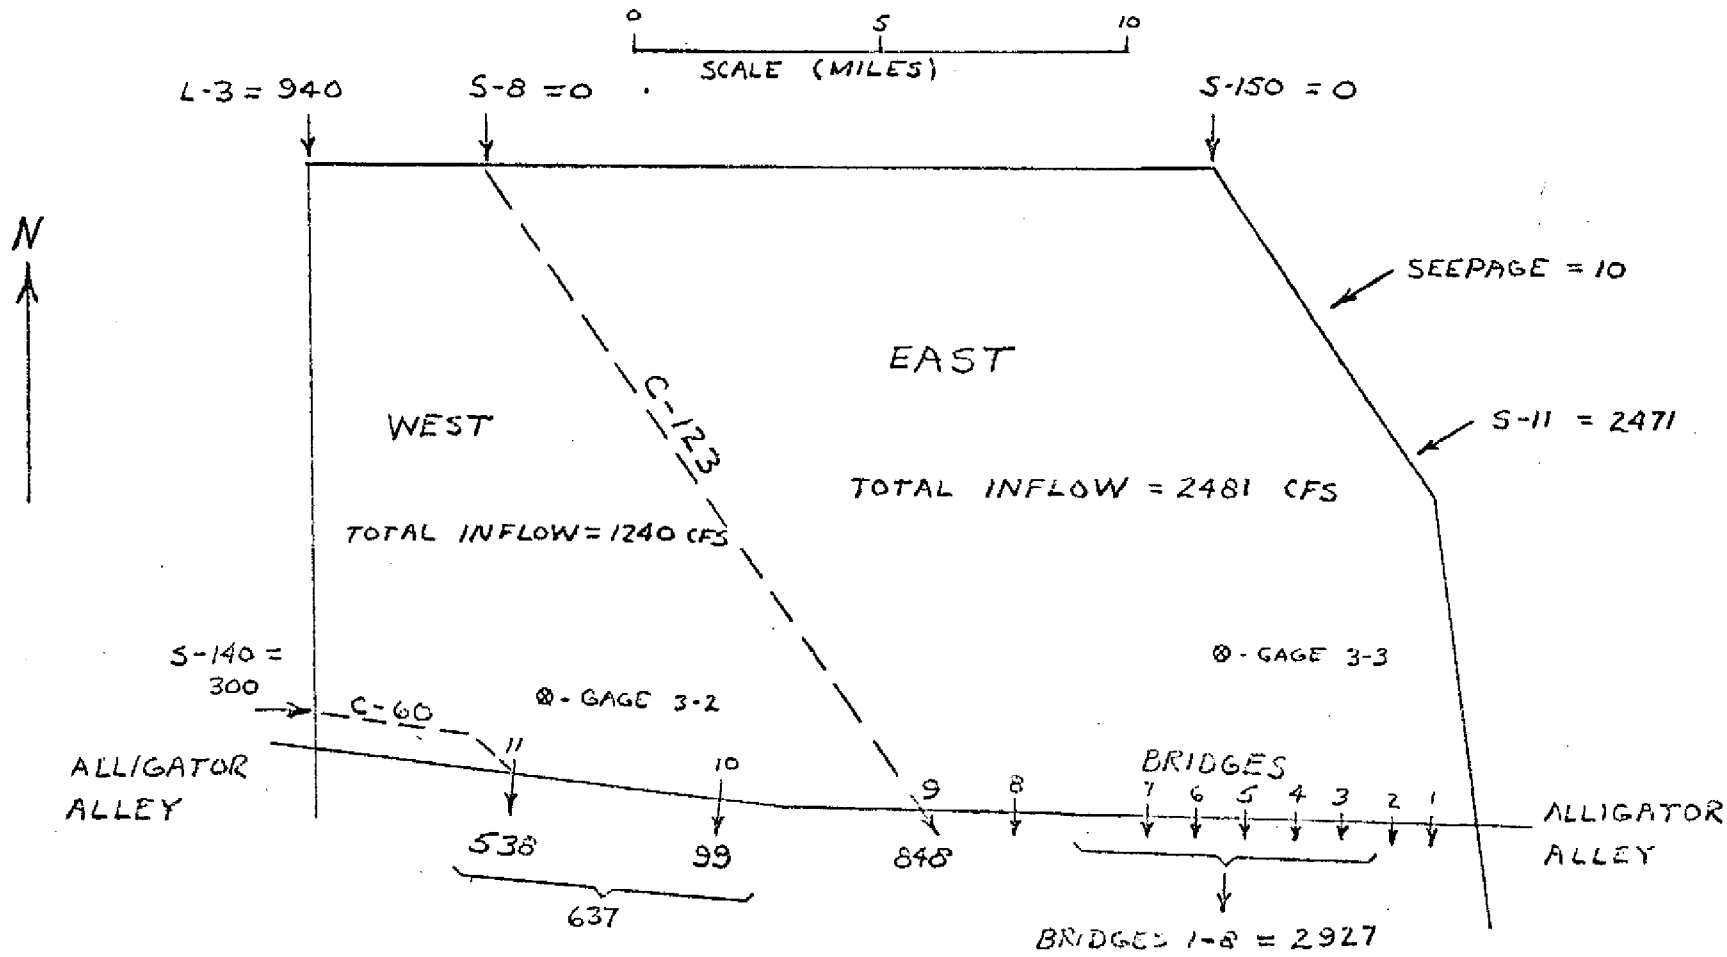 0 5 10
SCALE (MILES)
L-3 = 940
S-8 = 0
S-150 = 0
N
SEEPAGE = 10
EAST
C-123
S-11 = 2471
WEST
TOTAL INFLOW = 2481 CFS
TOTAL INFLOW = 1240 CFS
S-140 =
300
⊗ - GAGE 3-3
C-60
⊗ - GAGE 3-2
ALLIGATOR
ALLEY
BRIDGES
11 10 9 8 7 6 5 4 3 2 1
ALLIGATOR
ALLEY
538 99 848
637
BRIDGES 1-8 = 2927